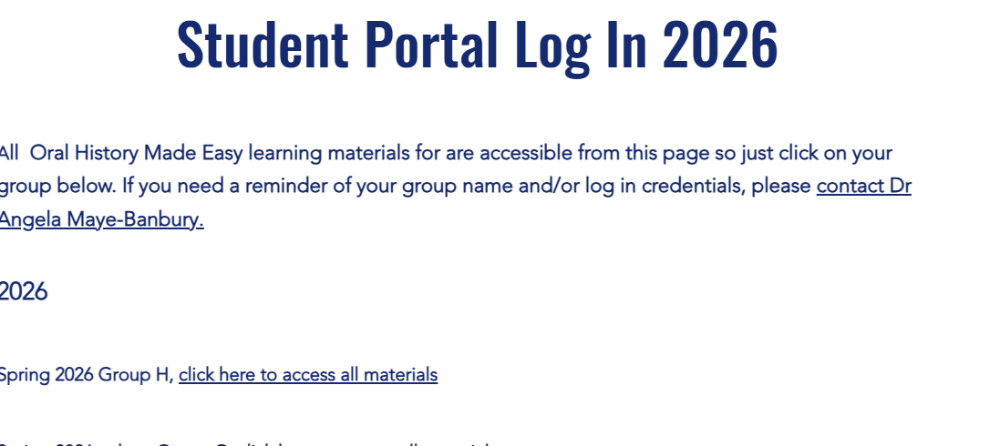 Student Portal Log In 2026
All  Oral History Made Easy learning materials for are accessible from this page so just click on your
group below. If you need a reminder of your group name and/or log in credentials, please contact Dr
Angela Maye-Banbury.
2026
Spring 2026 Group H, click here to access all materials